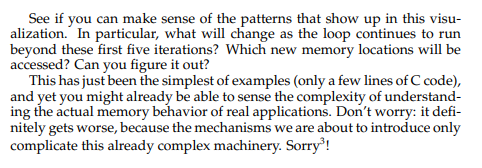 See if you can make sense of the patterns that show up in this visu-
alization. In particular, what will change as the loop continues to run
beyond these first five iterations? Which new memory locations will be
accessed? Can you figure it out?
This has just been the simplest of examples (only a few lines of C code),
and yet you might already be able to sense the complexity of understand-
ing the actual memory behavior of real applications. Don't worry: it defi-
nitely gets worse, because the mechanisms we are about to introduce only
complicate this already complex machinery. Sorry³!